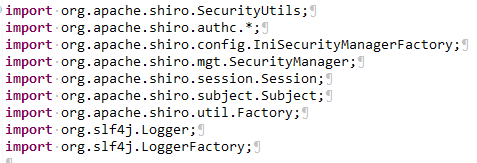 import org.apache.shiro.SecurityUtils;¶
import org.apache.shiro.authc.*;¶
import org.apache.shiro.config.IniSecurityManagerFactory;¶
import org.apache.shiro.mgt.SecurityManager;¶
import org.apache.shiro.session.Session;¶
import org.apache.shiro.subject.Subject;¶
import org.apache.shiro.util.Factory;¶
import org.slf4j.Logger;¶
import org.slf4j.LoggerFactory;¶
¶